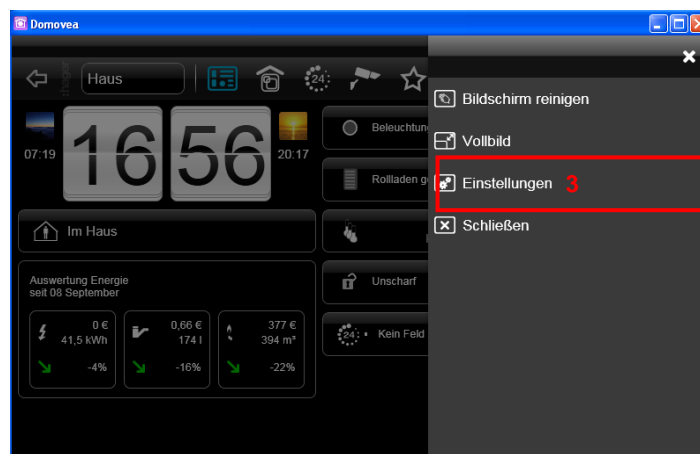 Domovea
Haus
24
:hager
07:19
16 56
20:17
Im Haus
Auswertung Energie
seit 08 September
0 €
41,5 kWh
-4%
0,66 €
174 l
-16%
377 €
394 m³
-22%
Beleuchtun
Rollladen g
Unscharf
24
Kein Feld
Bildschirm reinigen
Vollbild
Einstellungen 3
Schließen